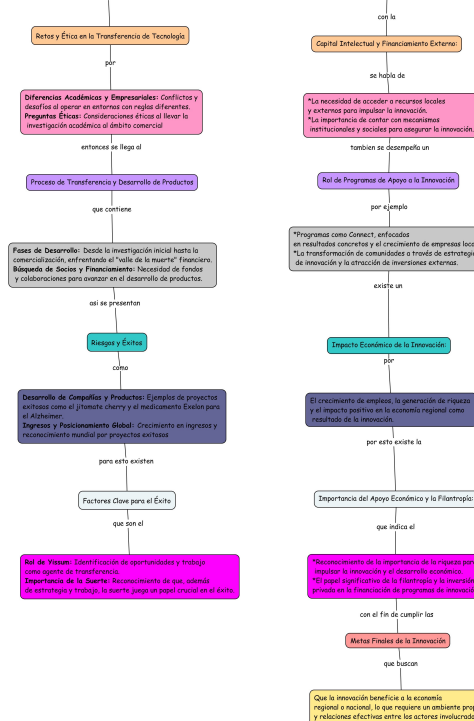 Retos y Ética en la Transferencia de Tecnología
por
Diferencias Académicas y Empresariales: Conflictos y
desafíos al operar en entornos con reglas diferentes.
Preguntas Éticas: Consideraciones éticas al llevar la
investigación académica al ámbito comercial
entonces se llega al
Proceso de Transferencia y Desarrollo de Productos
que contiene
Fases de Desarrollo: Desde la investigación inicial hasta la
comercialización, enfrentando el "valle de la muerte" financiero.
Búsqueda de Socios y Financiamiento: Necesidad de fondos
y colaboraciones para avanzar en el desarrollo de productos.
asi se presentan
Riesgos y Éxitos
como
Desarrollo de Compañías y Productos: Ejemplos de proyectos
exitosos como el jitomate cherry y el medicamento Exelon para
el Alzheimer.
Ingresos y Posicionamiento Global: Crecimiento en ingresos y
reconocimiento mundial por proyectos exitosos
para esto existen
Factores Clave para el Éxito
que son el
Rol de Yissum: Identificación de oportunidades y trabajo
como agente de transferencia.
Importancia de la Suerte: Reconocimiento de que, además
de estrategia y trabajo, la suerte juega un papel crucial en el éxito.
con la
Capital Intelectual y Financiamiento Externo:
se habla de
*La necesidad de acceder a recursos locales
y externos para impulsar la innovación.
*La importancia de contar con mecanismos
institucionales y sociales para asegurar la innovación.
tambien se desempeña un
Rol de Programas de Apoyo a la Innovación
por ejemplo
*Programas como Connect, enfocados
en resultados concretos y el crecimiento de empresas loca
*La transformación de comunidades a través de estrategia
de innovación y la atracción de inversiones externas.
existe un
Impacto Económico de la Innovación:
por
El crecimiento de empleos, la generación de riqueza
y el impacto positivo en la economía regional como
resultado de la innovación.
por esto existe la
Importancia del Apoyo Económico y la Filantropía:
que indica el
*Reconocimiento de la importancia de la riqueza para
impulsar la innovación y el desarrollo económico.
*El papel significativo de la filantropía y la inversión
privada en la financiación de programas de innovació
con el fin de cumplir las
Metas Finales de la Innovación
que buscan
Que la innovación beneficie a la economía
regional o nacional, lo que requiere un ambiente prop
y relaciones efectivas entre los actores involucrado